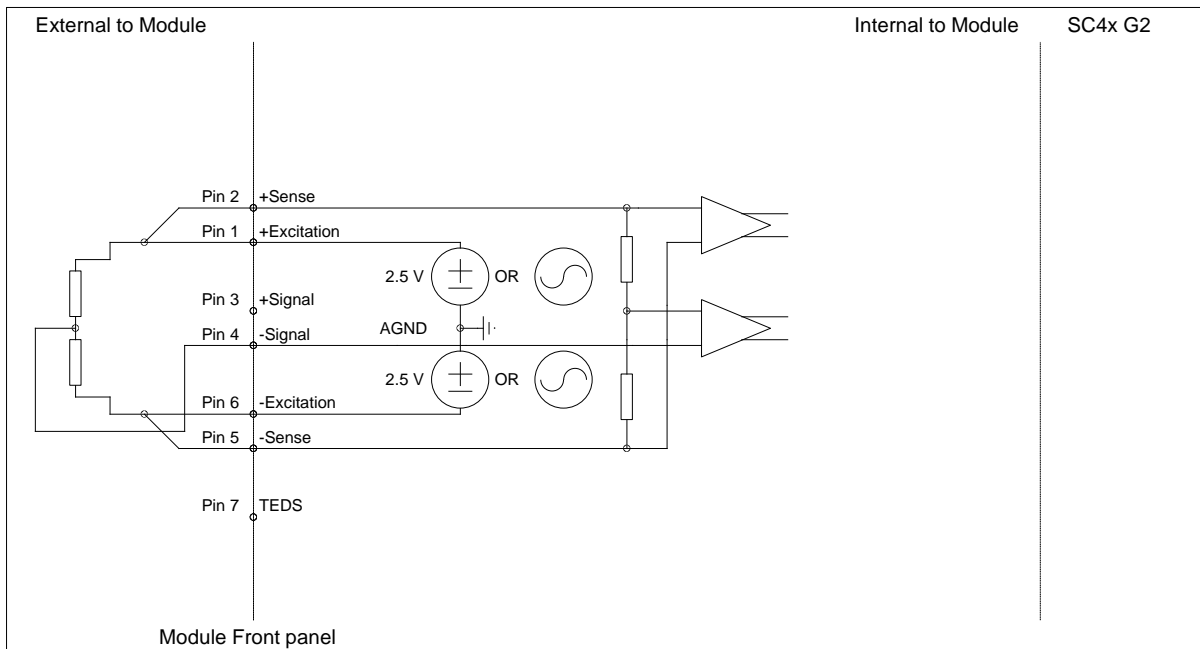 External to Module
Internal to Module
SC4x G2
Pin 2
+Sense
Pin 1
+Excitation
2.5 V
OR
Pin 3
+Signal
AGND
Pin 4
-Signal
2.5 V
OR
Pin 6
-Excitation
Pin 5
-Sense
Pin 7
TEDS
Module Front panel